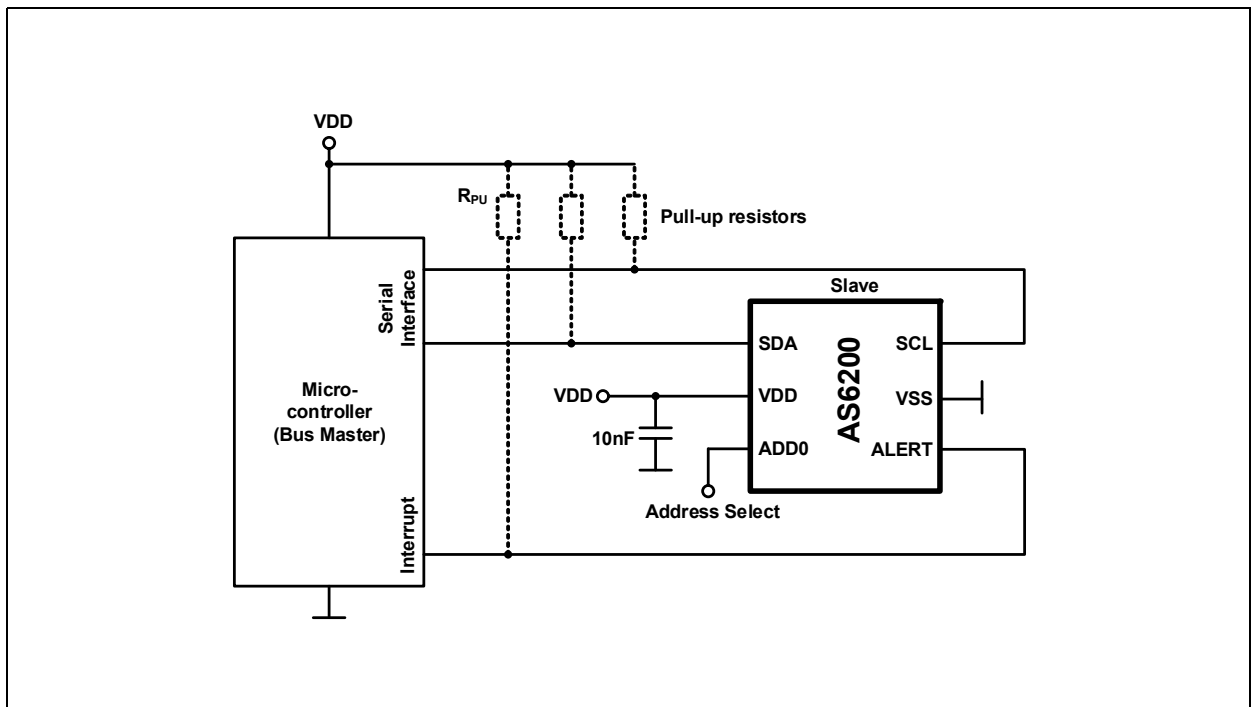 VDD
R_PU
Pull-up resistors
Serial
Interface
Micro-
controller
(Bus Master)
Interrupt
Slave
SDA
SCL
VDD
VDD
VSS
AS6200
10nF
ADD0
ALERT
Address Select